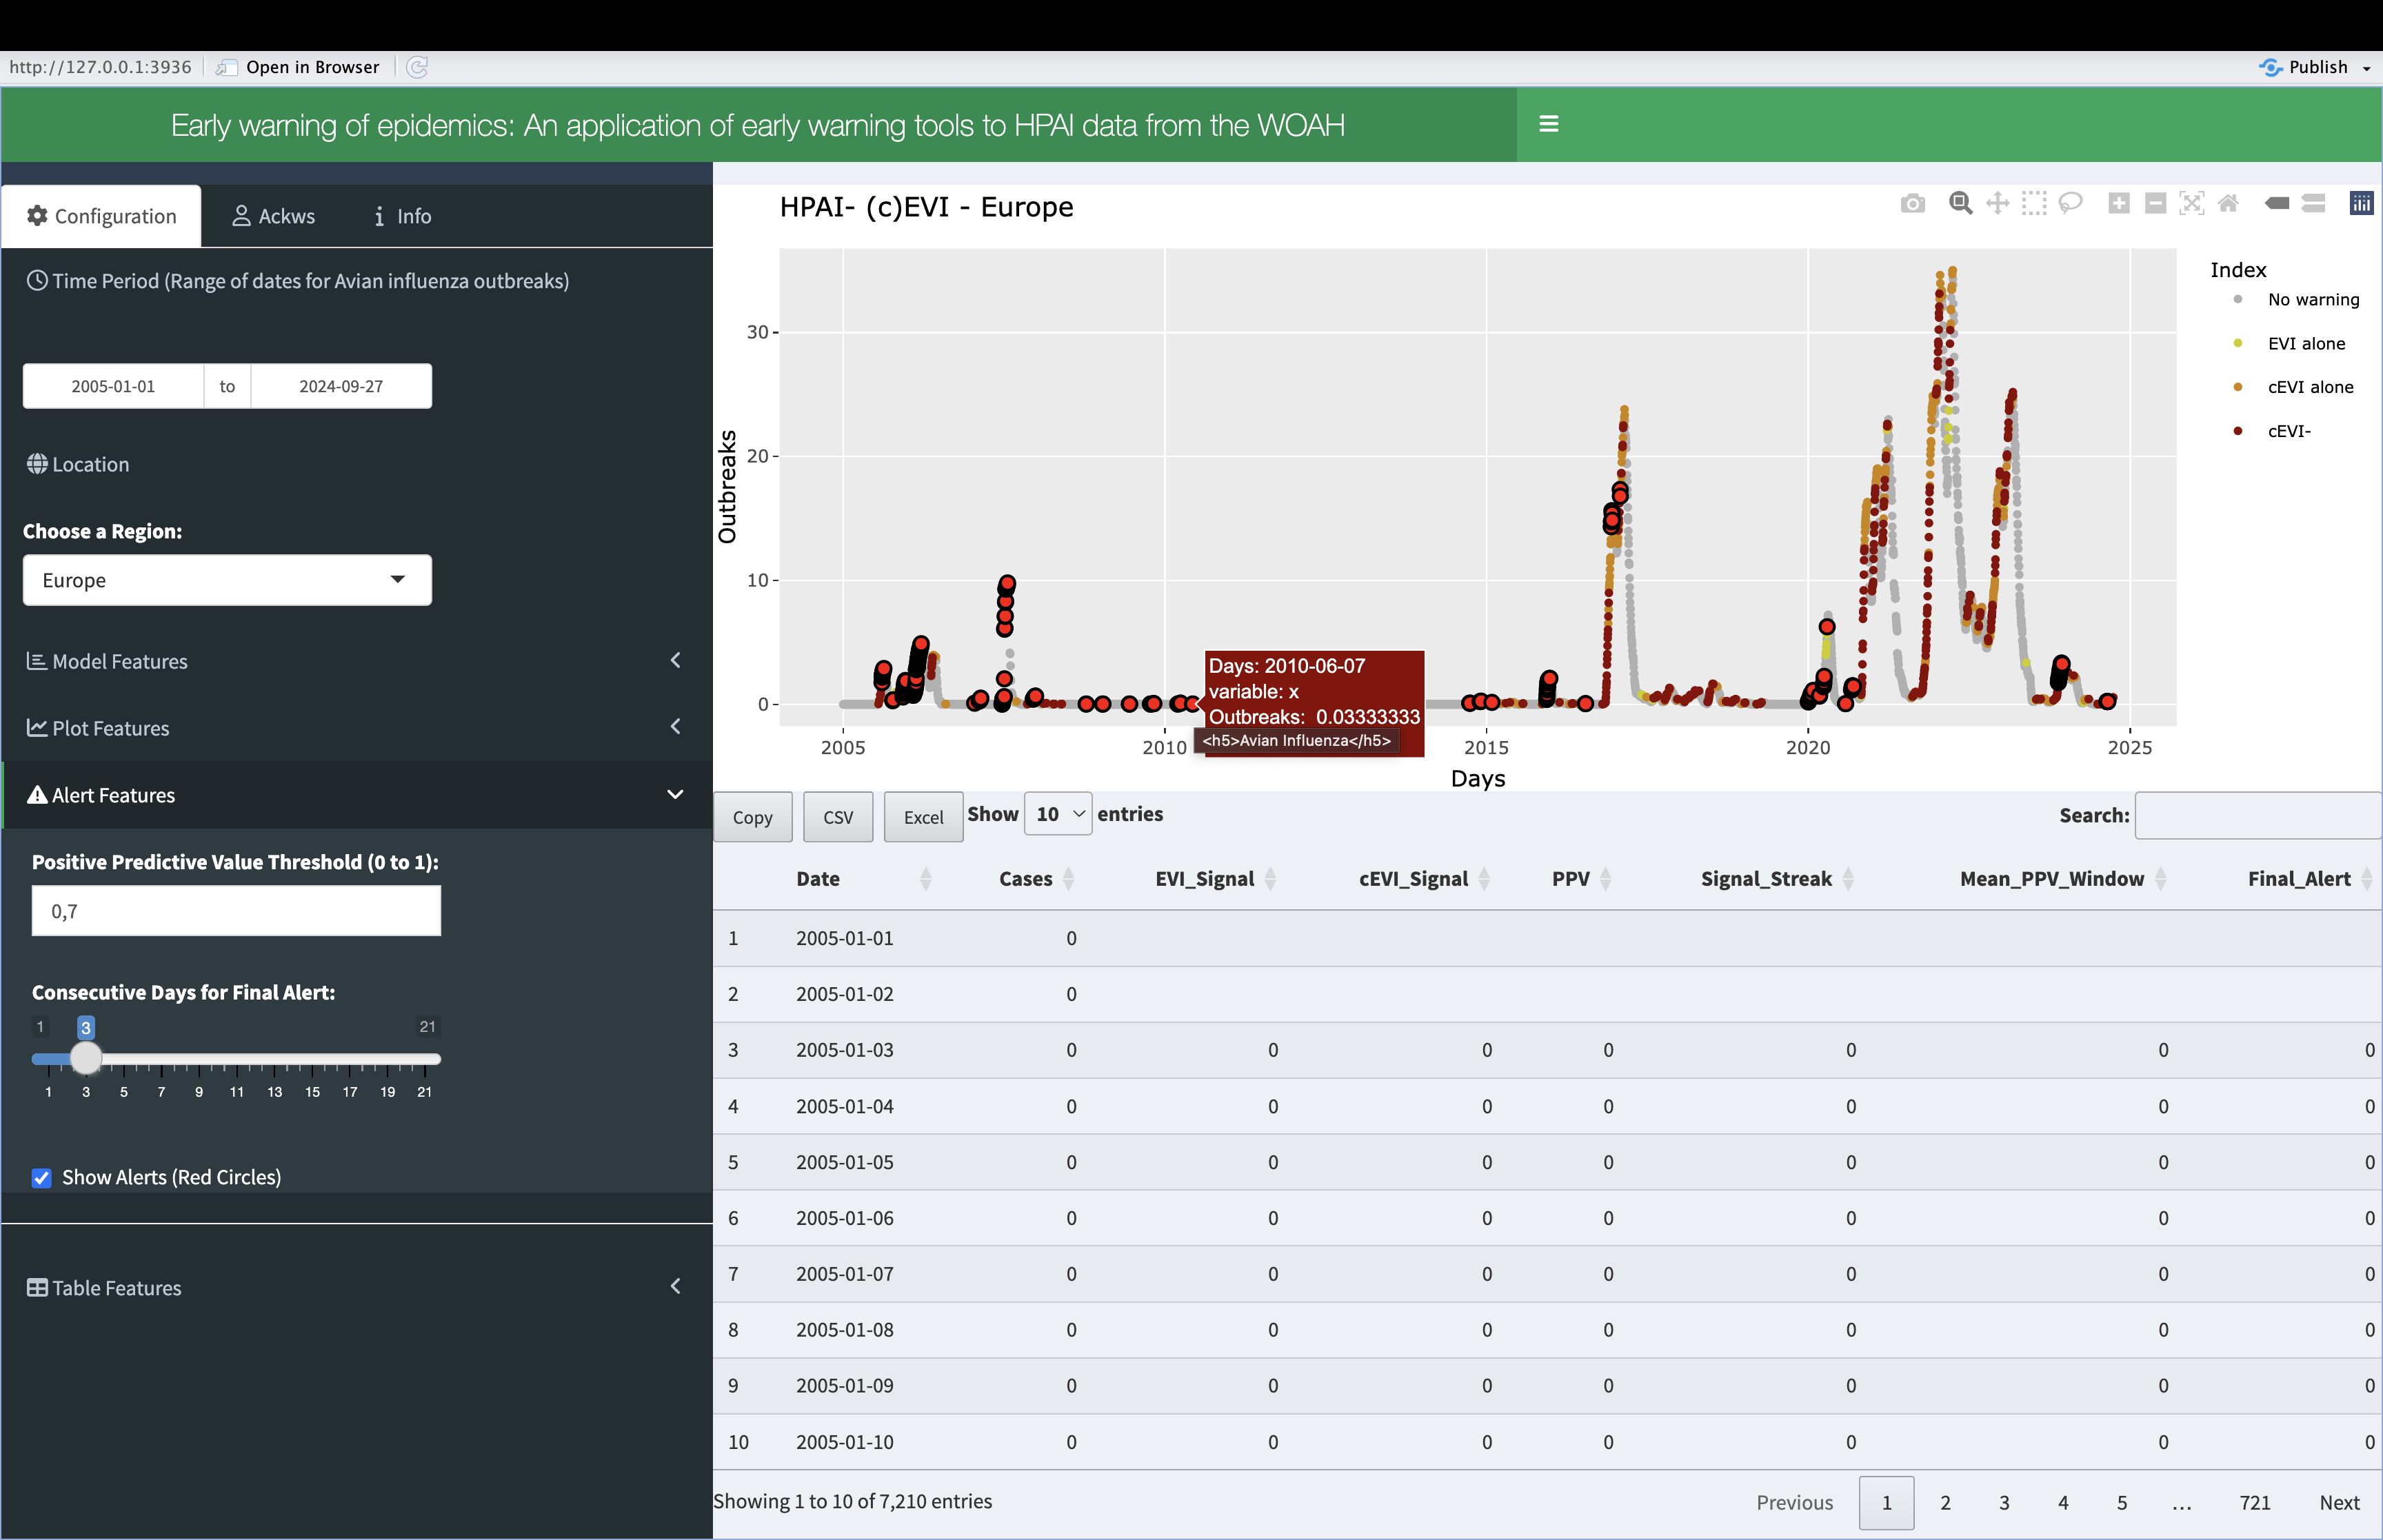 http://127.0.0.1:3936 Open in Browser Publish
Early warning of epidemics: An application of early warning tools to HPAI data from the WOAH
Configuration Ackws Info
Time Period (Range of dates for Avian influenza outbreaks)
2005-01-01 to 2024-09-27
Location
Choose a Region:
Europe
Model Features
Plot Features
Alert Features
Positive Predictive Value Threshold (0 to 1):
0,7
Consecutive Days for Final Alert:
1 3 21
1 3 5 7 9 11 13 15 17 19 21
Show Alerts (Red Circles)
Table Features
HPAI- (c)EVI - Europe
Outbreaks
30
20
10
0
2005 2010 2015 2020 2025
Days
Days: 2010-06-07
variable: x
Outbreaks: 0.03333333
<h5>Avian Influenza</h5>
Index
No warning
EVI alone
cEVI alone
cEVI-
Copy CSV Excel Show 10 entries Search:
Date Cases EVI_Signal cEVI_Signal PPV Signal_Streak Mean_PPV_Window Final_Alert
1 2005-01-01 0
2 2005-01-02 0
3 2005-01-03 0 0 0 0 0 0 0
4 2005-01-04 0 0 0 0 0 0 0
5 2005-01-05 0 0 0 0 0 0 0
6 2005-01-06 0 0 0 0 0 0 0
7 2005-01-07 0 0 0 0 0 0 0
8 2005-01-08 0 0 0 0 0 0 0
9 2005-01-09 0 0 0 0 0 0 0
10 2005-01-10 0 0 0 0 0 0 0
Showing 1 to 10 of 7,210 entries
Previous 1 2 3 4 5 ... 721 Next